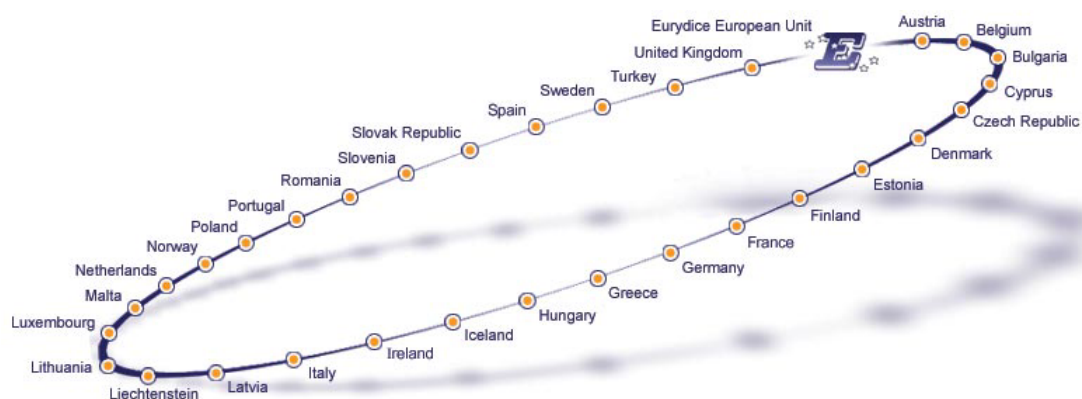 Eurydice European Unit
Austria
Belgium
Bulgaria
Cyprus
Czech Republic
Denmark
Estonia
Finland
France
Germany
Greece
Hungary
Iceland
Ireland
Italy
Latvia
Liechtenstein
Lithuania
Luxembourg
Malta
Netherlands
Norway
Poland
Portugal
Romania
Slovenia
Slovak Republic
Spain
Sweden
Turkey
United Kingdom